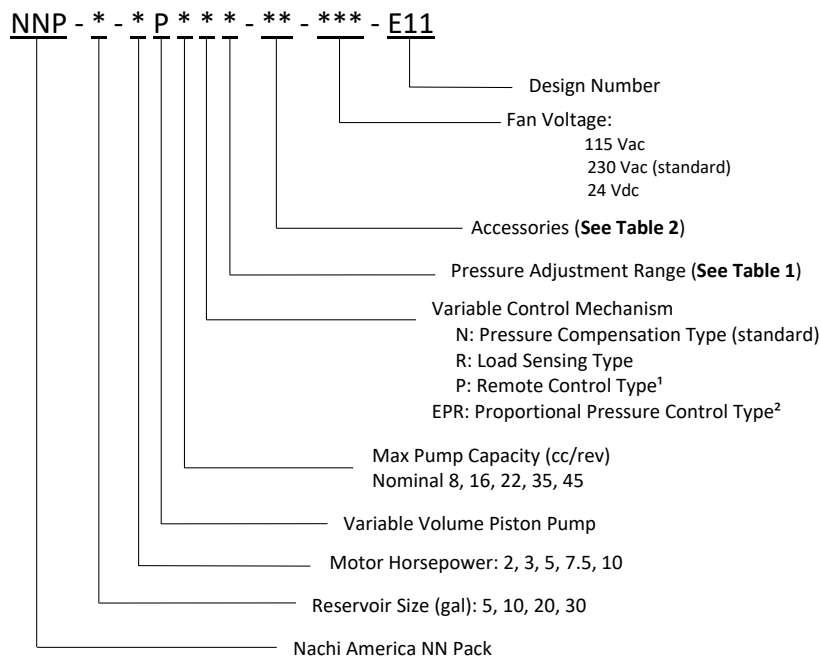 NNP - * - * P * * * - ** - *** - E11
Design Number
Fan Voltage:
115 Vac
230 Vac (standard)
24 Vdc
Accessories (See Table 2)
Pressure Adjustment Range (See Table 1)
Variable Control Mechanism
N: Pressure Compensation Type (standard)
R: Load Sensing Type
P: Remote Control Type¹
EPR: Proportional Pressure Control Type²
Max Pump Capacity (cc/rev)
Nominal 8, 16, 22, 35, 45
Variable Volume Piston Pump
Motor Horsepower: 2, 3, 5, 7.5, 10
Reservoir Size (gal): 5, 10, 20, 30
Nachi America NN Pack